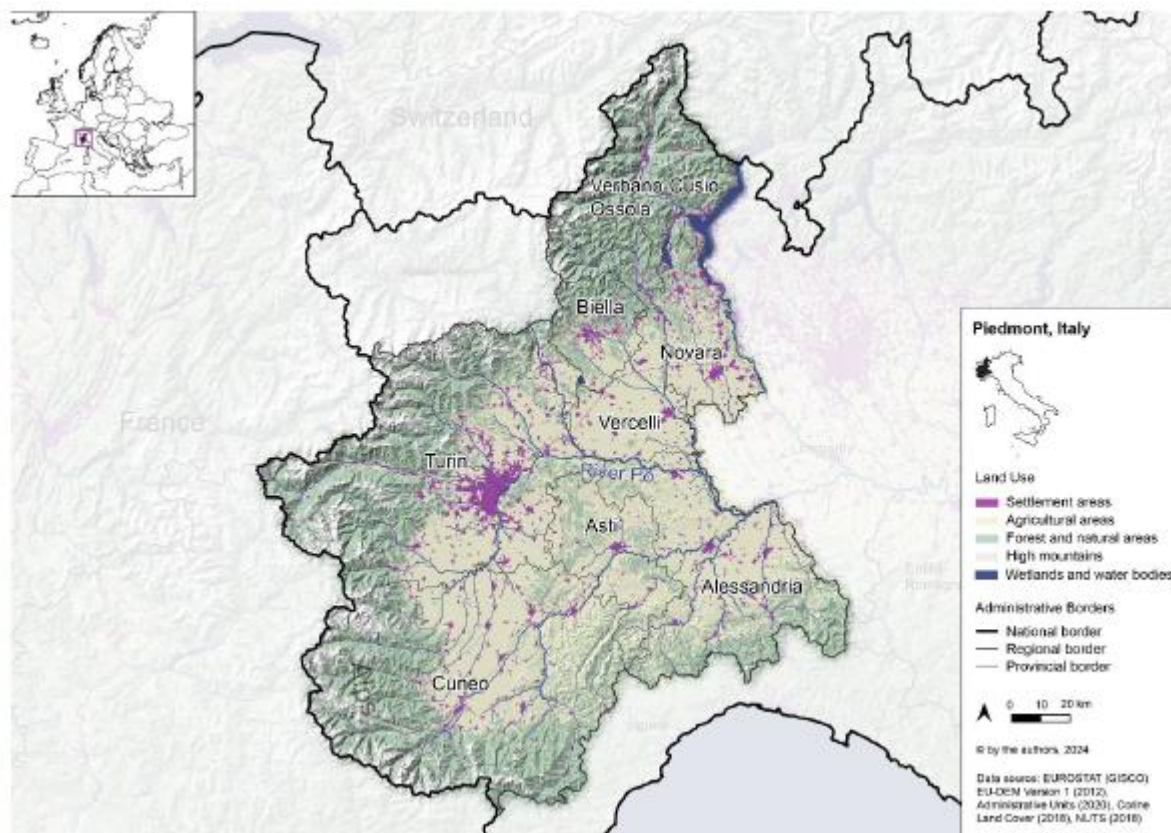 Switzerland
Verbano-Cusio
Ossola
Biella
Novara
France
Vercelli
Turin
River Po
Asti
Alessandria
Cuneo
Piedmont, Italy
Land Use
Settlement areas
Agricultural areas
Forest and natural areas
High mountains
Wetlands and water bodies
Administrative Borders
National border
Regional border
Provincial border
0 10 20 km
© by the authors, 2024
Data source: EUROSTAT (GISCO)
EU-DEM Version 1 (2012),
Administrative Units (2020), Corine
Land Cover (2018), NUTS (2018)